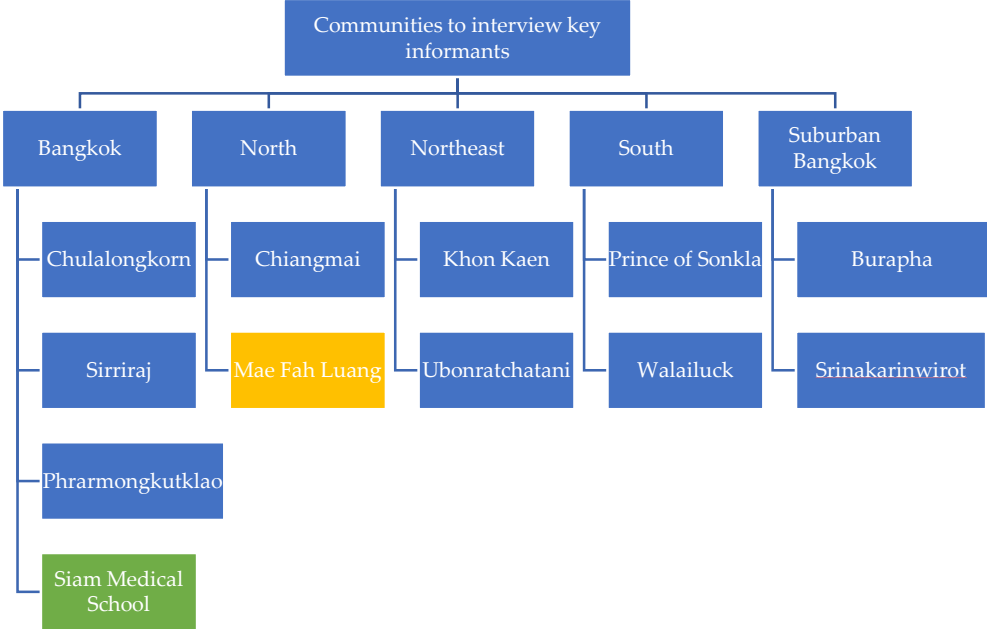 Communities to interview key
informants
Bangkok
North
Northeast
South
Suburban
Bangkok
Chulalongkorn
Chiangmai
Khon Kaen
Prince of Sonkla
Burapha
Sirriraj
Mae Fah Luang
Ubonratchatani
Walailuck
Srinakarinwirot
Phrarmongkutklao
Siam Medical
School